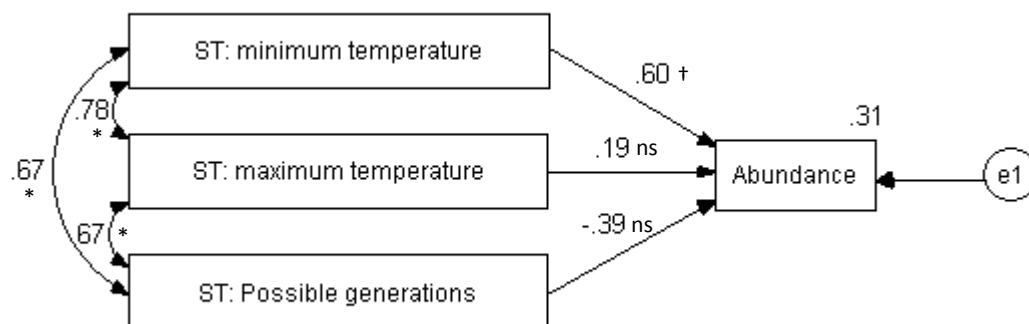 ST: minimum temperature
.60 †
.78
*
.31
.67
*
ST: maximum temperature
.19 ns
Abundance
e1
67 *
-.39 ns
ST: Possible generations